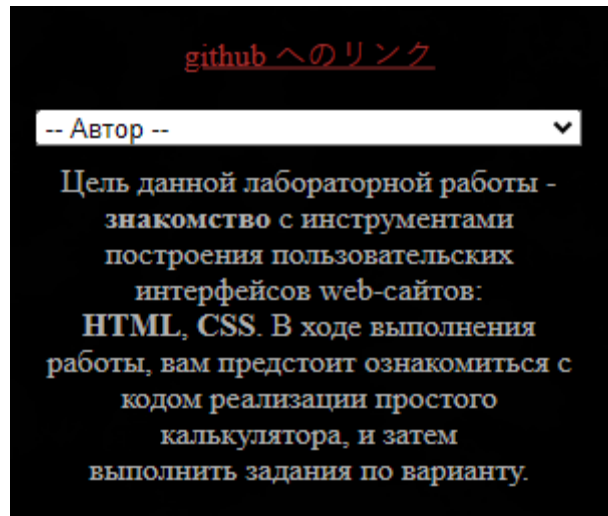 github へのリンク
-- Автор --
Цель данной лабораторной работы -
знакомство с инструментами
построения пользовательских
интерфейсов web-сайтов:
HTML, CSS. В ходе выполнения
работы, вам предстоит ознакомиться с
кодом реализации простого
калькулятора, и затем
выполнить задания по варианту.